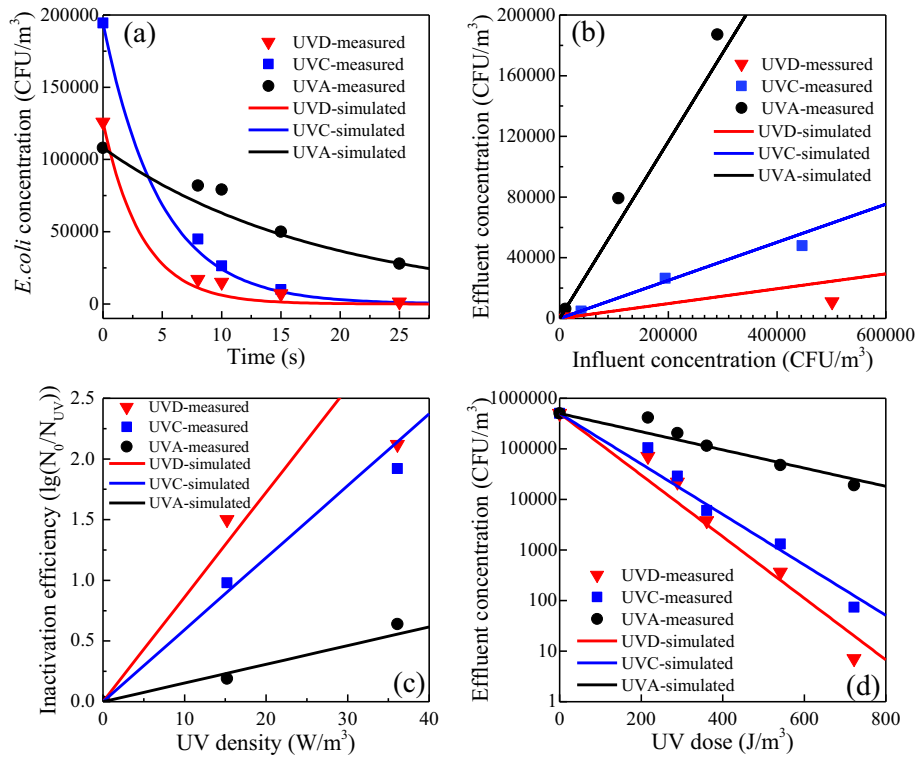 (a)
E.coli concentration (CFU/m³)
200000
150000
100000
50000
0
UVD-measured
UVC-measured
UVA-measured
UVD-simulated
UVC-simulated
UVA-simulated
0 5 10 15 20 25
Time (s)
(b)
Effluent concentration (CFU/m³)
200000
160000
120000
80000
40000
0
UVD-messured
UVC-measured
UVA-measured
UVD-simulated
UVC-simulated
UVA-simulated
0 200000 400000 600000
Influent concentration (CFU/m³)
Inactivation efficiency (lg(N₀/N_UV))
2.5
2.0
1.5
1.0
0.5
0.0
UVD-measured
UVC-measured
UVA-measured
UVD-simulated
UVC-simulated
UVA-simulated
(c)
0 10 20 30 40
UV density (W/m³)
Effluent concentration (CFU/m³)
1000000
100000
10000
1000
100
10
1
UVD-measured
UVC-measured
UVA-measured
UVD-simulated
UVC-simulated
UVA-simulated
(d)
0 200 400 600 800
UV dose (J/m³)